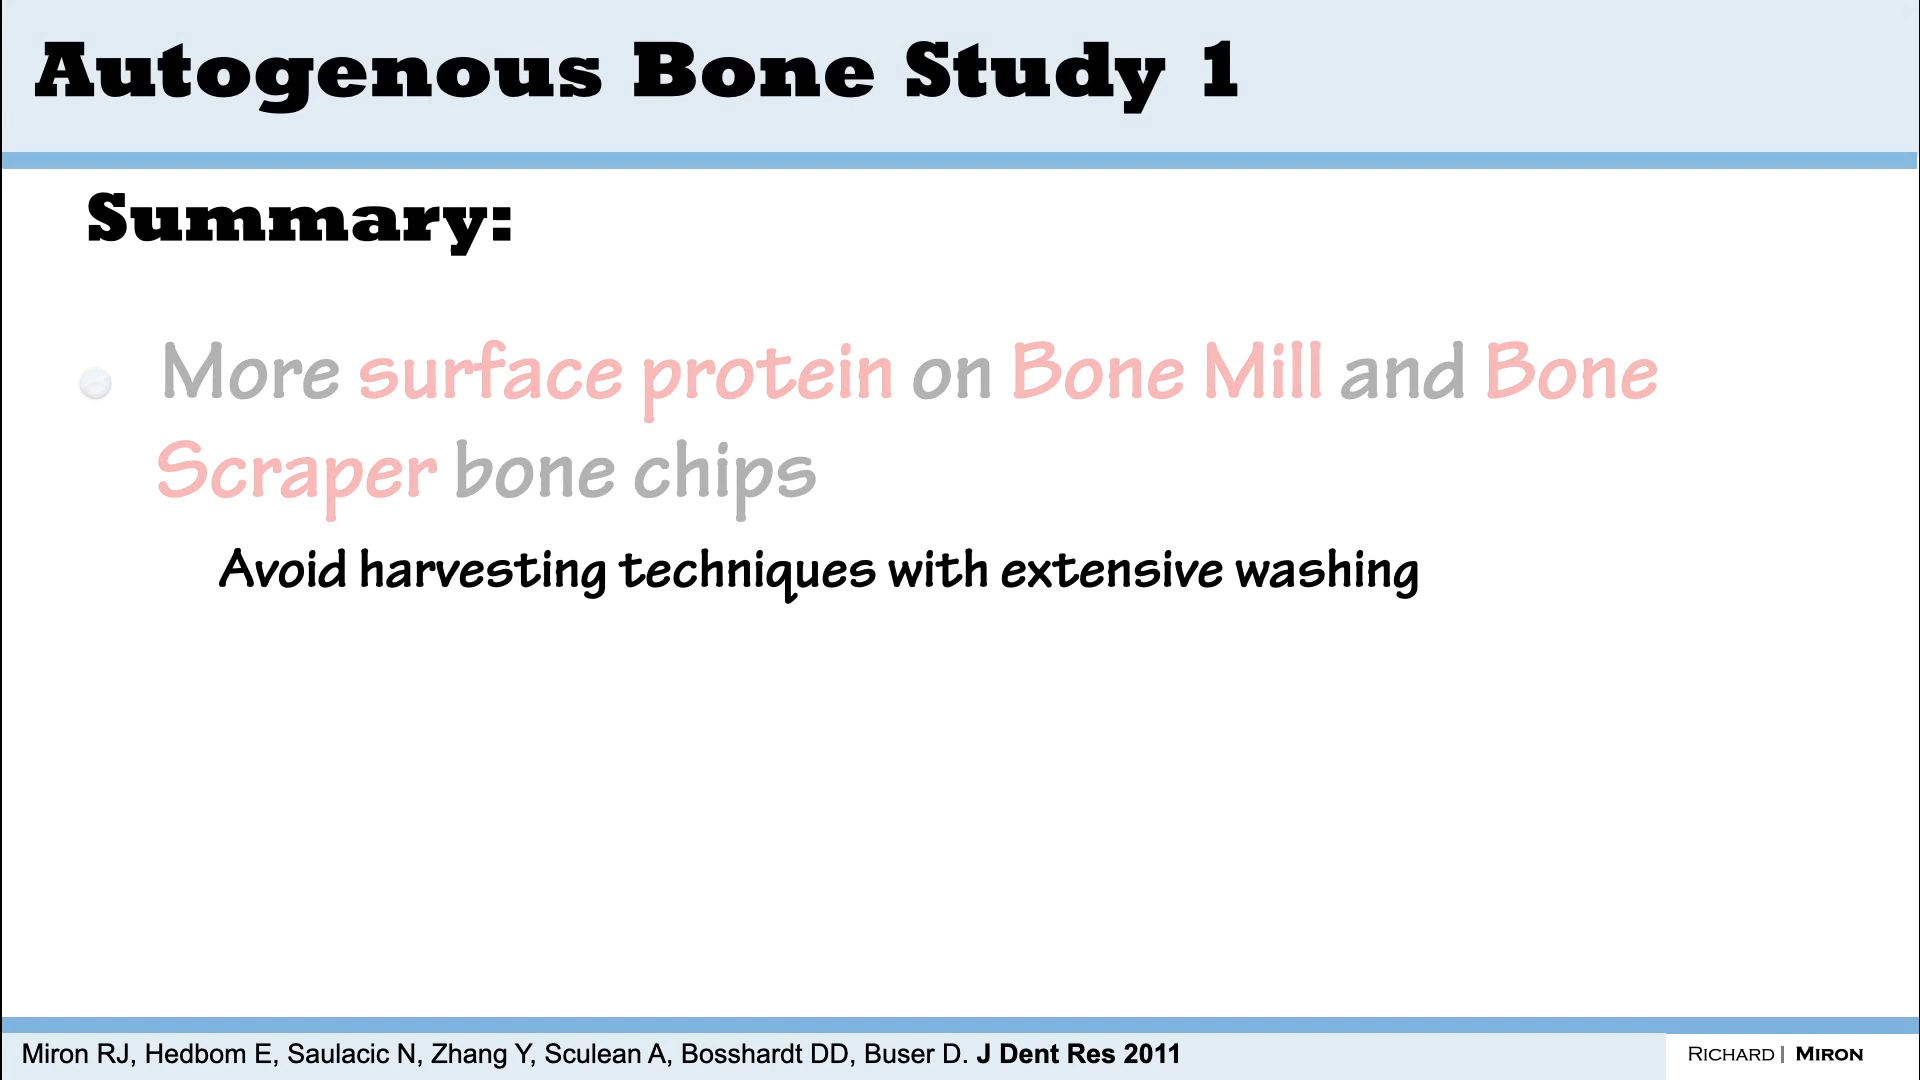 Autogenous Bone Study 1
Summary:
More surface protein on Bone Mill and Bone
Scraper bone chips
Avoid harvesting techniques with extensive washing
Miron RJ, Hedbom E, Saulacic N, Zhang Y, Sculean A, Bosshardt DD, Buser D. J Dent Res 2011
RICHARD | MIRON